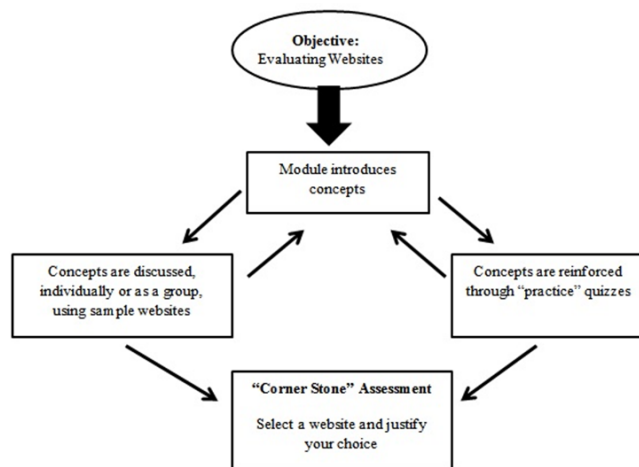 Objective:
Evaluating Websites
Module introduces
concepts
Concepts are discussed,
individually or as a group,
using sample websites
Concepts are reinforced
through “practice” quizzes
“Corner Stone” Assessment
Select a website and justify
your choice